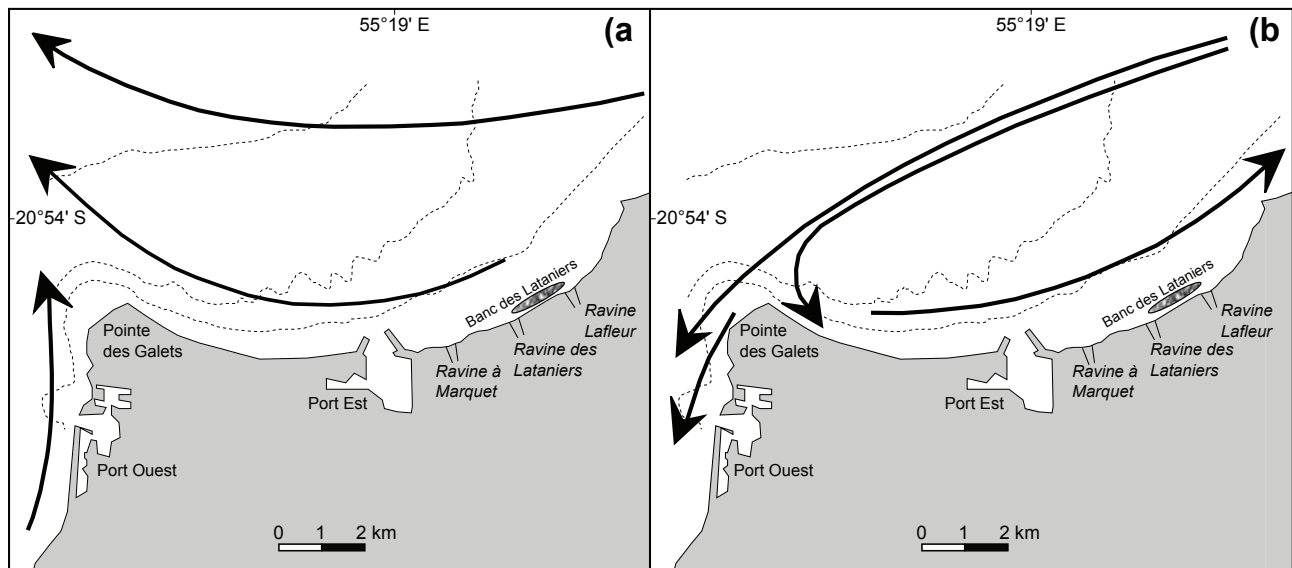 55°19' E
(a
20°54' S
Banc des Lataniers
Ravine
Lafleur
Pointe
des Galets
Ravine des
Lataniers
Ravine à
Marquet
Port Est
Port Ouest
0 1 2 km
55°19' E
(b
20°54' S
Banc des Lataniers
Ravine
Lafleur
Pointe
des Galets
Ravine des
Lataniers
Ravine à
Marquet
Port Est
Port Ouest
0 1 2 km